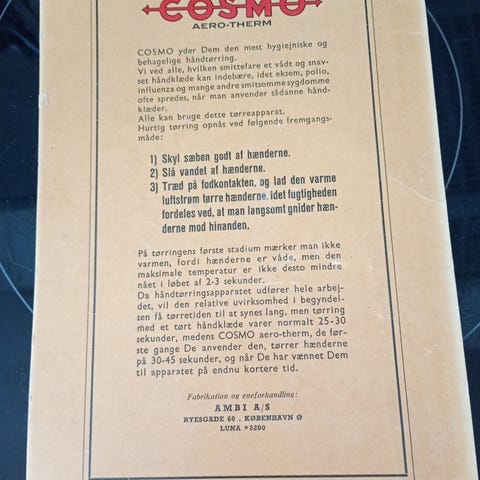 COSMO
AERO-THERM
COSMO yder Dem den mest hygiejniske og
behagelige håndtørring.
Vi ved alle, hvilken smittefare et vådt og snav-
set håndklæde kan indebære, idet eksem, polio,
influenza og mange andre smitsomme sygdomme
ofte spredes, når man anvender sådanne hånd-
klæder.
Alle kan bruge dette tørreapparat.
Hurtig tørring opnås ved følgende fremgangs-
måde:
1) Skyl sæben godt af hænderne.
2) Slå vandet af hænderne.
3) Træd på fodkontakten, og lad den varme
luftstrøm tørre hænderne, idet fugtigheden
fordeles ved, at man langsomt gnider hæn-
derne mod hinanden,
På tørringens første stadium mærker man ikke
varmen, fordi hænderne er våde, men den
maksimale temperatur er ikke desto mindre
nået i løbet af 2-3 sekunder.
Da håndtørringsapparatet udfører hele arbej-
det, vil den relative uvirksomhed i begyndel-
sen få tørretiden til at synes lang, men tørring
med et tørt håndklæde varer normalt 25-30
sekunder, medens COSMO aero-therm, de før-
ste gange De anvender den, tørrer hænderne
på 30-45 sekunder, og når De har vænnet Dem
til apparatet på endnu kortere tid.
Fabrikation og eneforhandling:
AMBI A/S
RYESGADE 60 . KØBENHAVN Ø
LUNA *2200